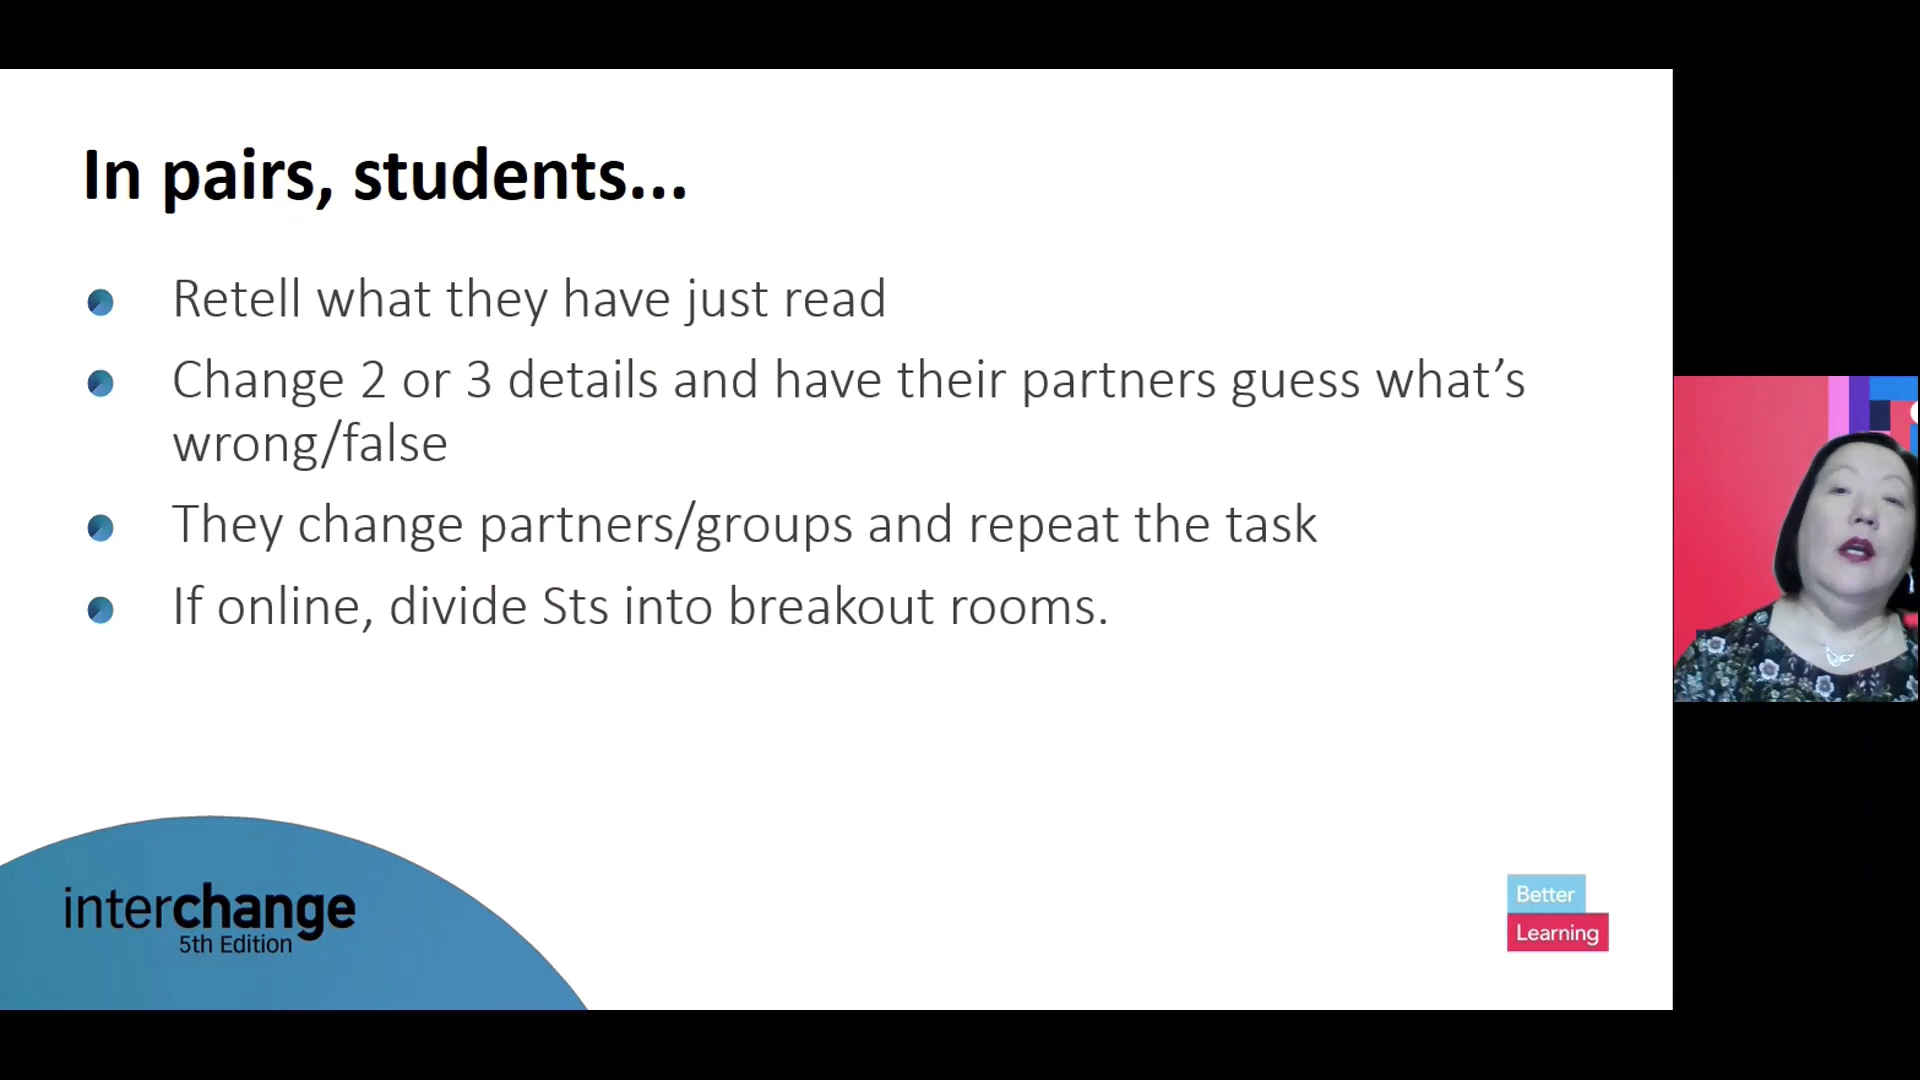 In pairs, students...
Retell what they have just read
Change 2 or 3 details and have their partners guess what’s
wrong/false
They change partners/groups and repeat the task
If online, divide Sts into breakout rooms.
interchange
5th Edition
Better
Learning